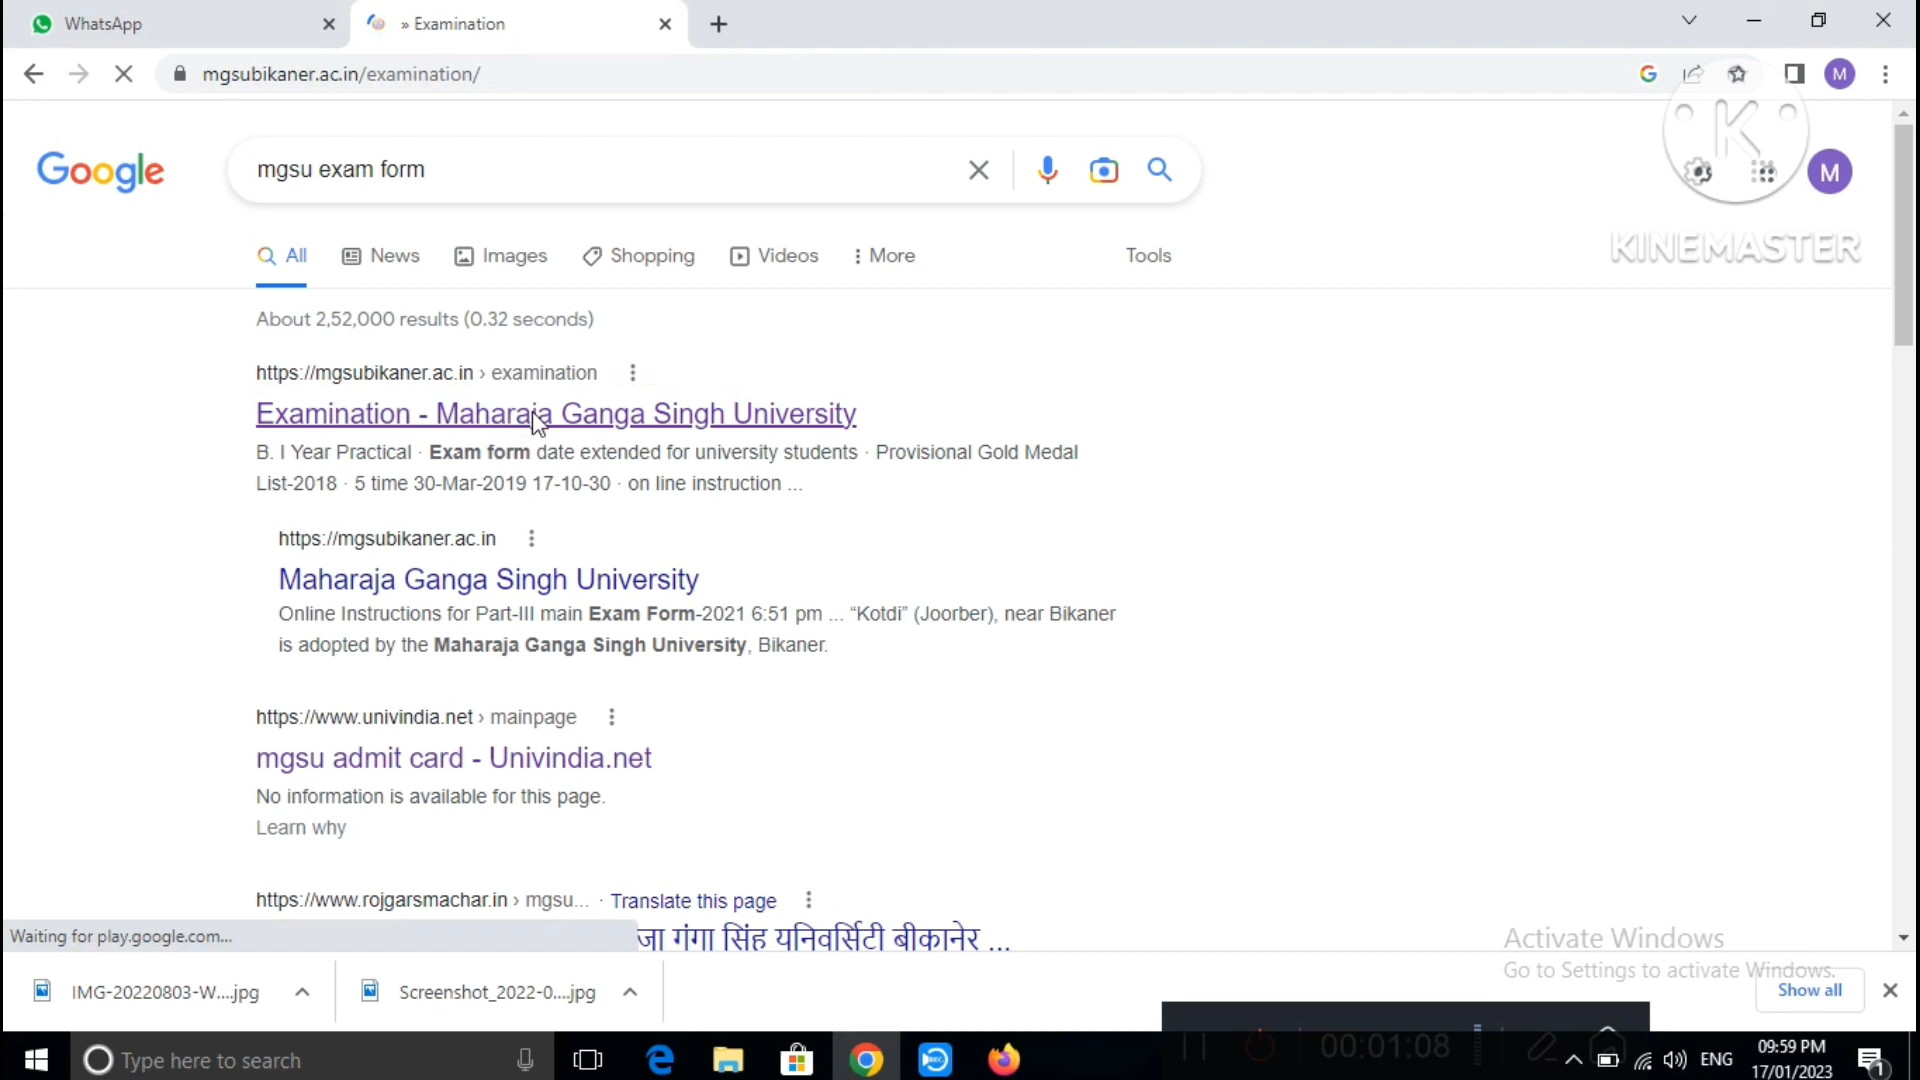 WhatsApp
» Examination
mgsubikaner.ac.in/examination/
G
M
K
Google
mgsu exam form
M
KINEMASTER
All News Images Shopping Videos More Tools
About 2,52,000 results (0.32 seconds)
https://mgsubikaner.ac.in › examination
Examination - Maharaja Ganga Singh University
B. I Year Practical · Exam form date extended for university students · Provisional Gold Medal
List-2018 · 5 time 30-Mar-2019 17-10-30 · on line instruction ...
https://mgsubikaner.ac.in
Maharaja Ganga Singh University
Online Instructions for Part-III main Exam Form-2021 6:51 pm ... “Kotdi” (Joorber), near Bikaner
is adopted by the Maharaja Ganga Singh University, Bikaner.
https://www.univindia.net › mainpage
mgsu admit card - Univindia.net
No information is available for this page.
Learn why
https://www.rojgarsmachar.in › mgsu... · Translate this page
जा गंगा सिंह यनिवर्सिटी बीकानेर ...
Waiting for play.google.com...
Activate Windows
Go to Settings to activate Windows.
IMG-20220803-W....jpg
Screenshot_2022-0....jpg
Show all
00:01:08
Type here to search
ENG
09:59 PM
17/01/2023
1